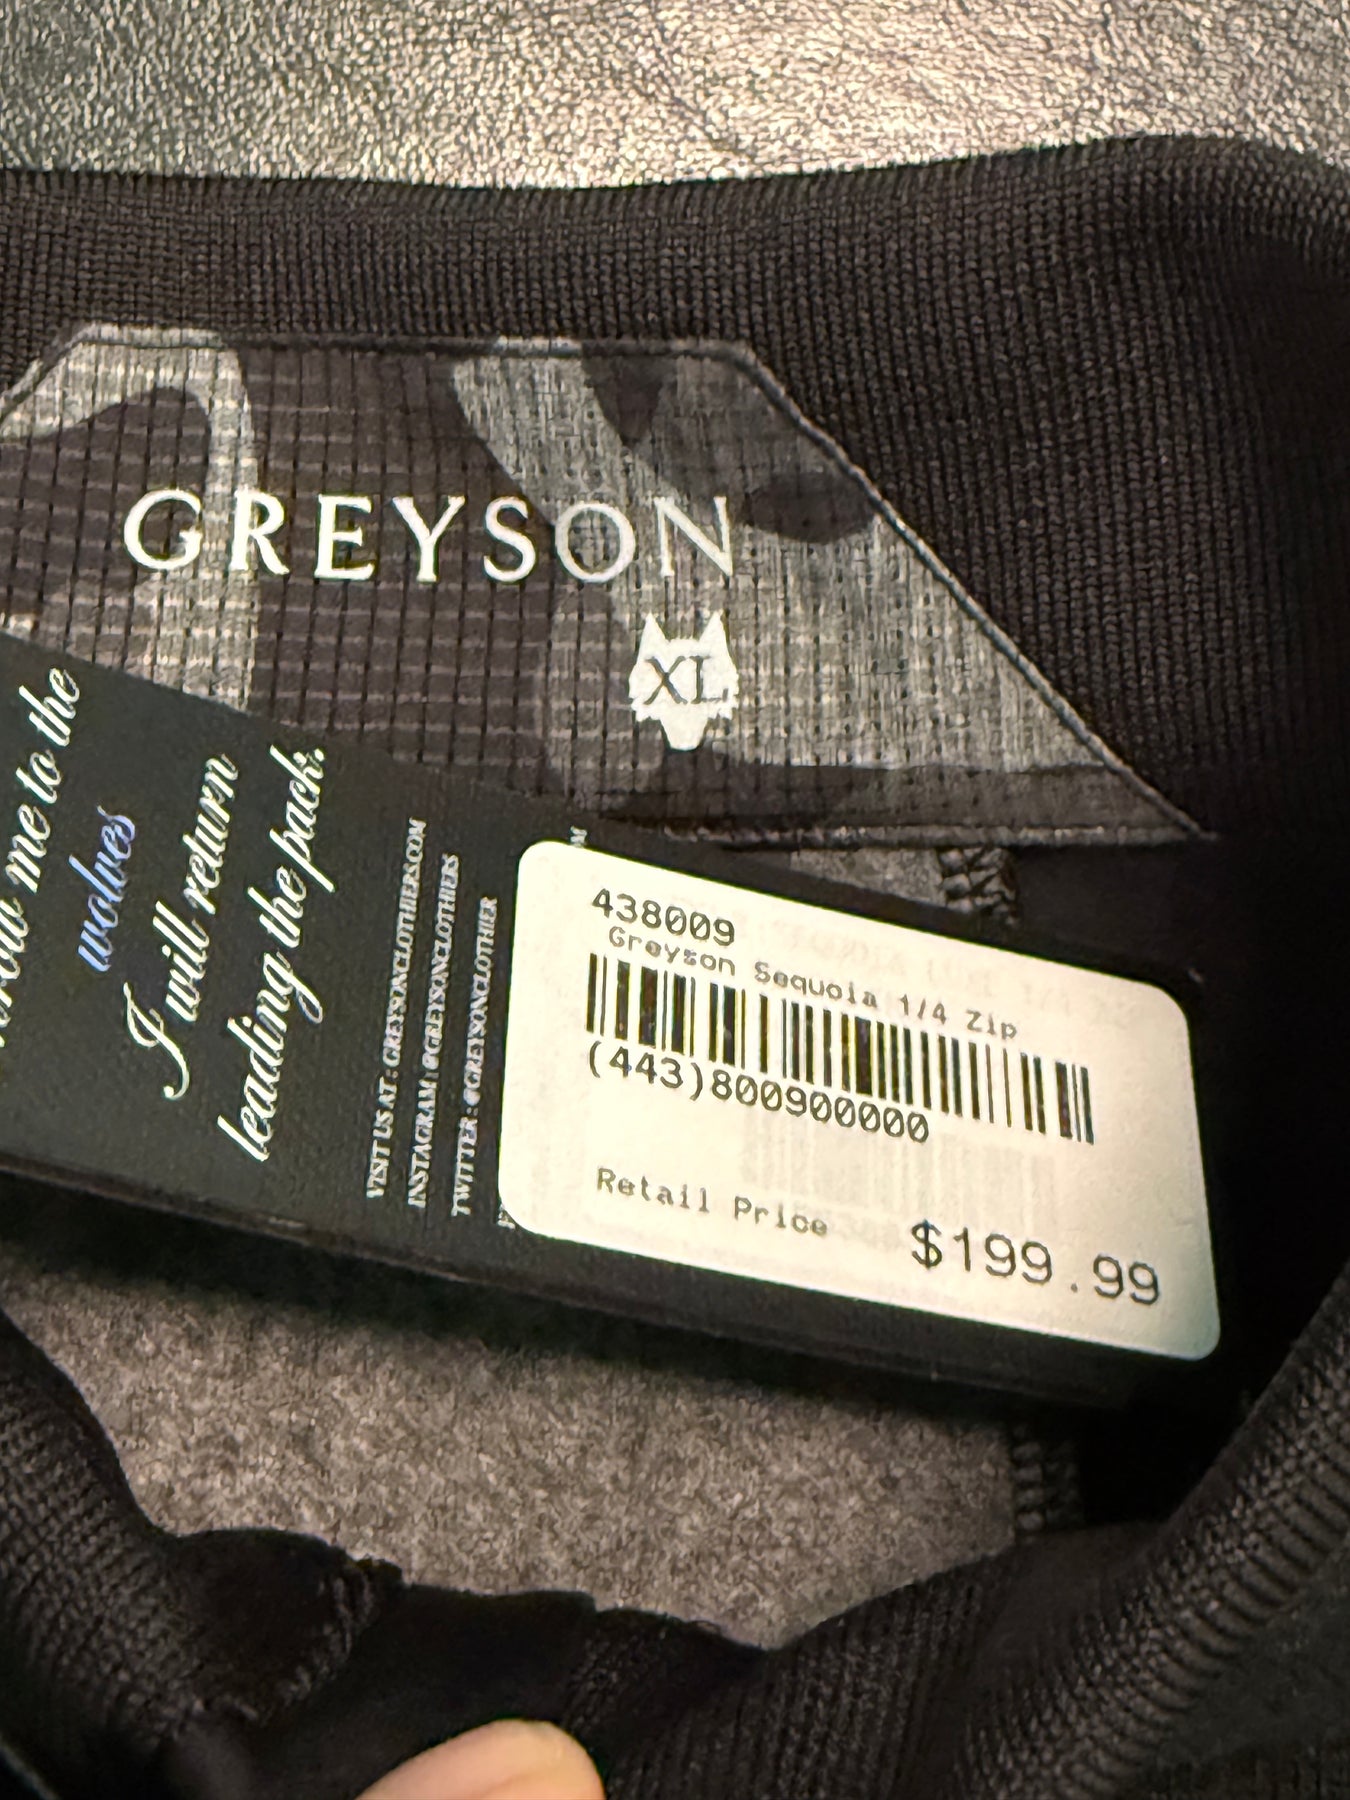 GREYSON
XL
me to the
wolves
I will return
leading the pack.
VISIT US AT : GREYSONCLOTHIERS.COM
INSTAGRAM : @GREYSONCLOTHIERS
TWITTER : @GREYSONCLOTHIER
438009
Greyson Sequoia 1/4 Zip
(443)800900000
Retail Price
$199.99